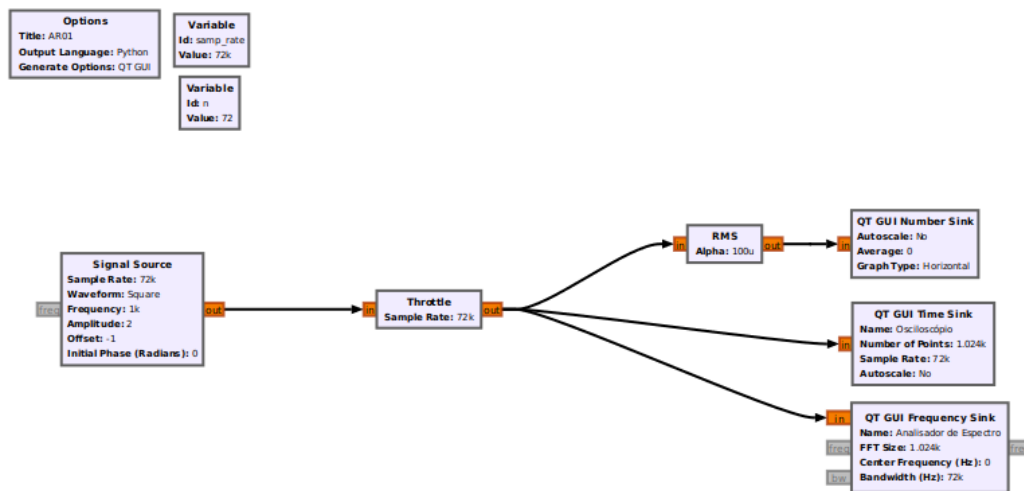 Options
Title: AR01
Output Language: Python
Generate Options: QT GUI
Variable
Id: samp_rate
Value: 72k
Variable
Id: n
Value: 72
Signal Source
Sample Rate: 72k
Waveform: Square
Frequency: 1k
Amplitude: 2
Offset: -1
Initial Phase (Radians): 0
freq
out
in
Throttle
Sample Rate: 72k
out
in
RMS
Alpha: 100u
out
in
QT GUI Number Sink
Autoscale: No
Average: 0
Graph Type: Horizontal
in
QT GUI Time Sink
Name: Osciloscópio
Number of Points: 1.024k
Sample Rate: 72k
Autoscale: No
in
freq
bw
QT GUI Frequency Sink
Name: Analisador de Espectro
FFT Size: 1.024k
Center Frequency (Hz): 0
Bandwidth (Hz): 72k